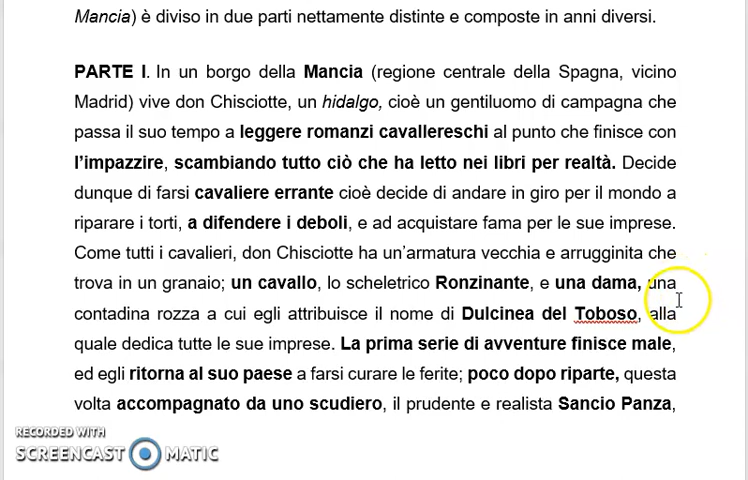 Mancia) è diviso in due parti nettamente distinte e composte in anni diversi.
PARTE I. In un borgo della Mancia (regione centrale della Spagna, vicino
Madrid) vive don Chisciotte, un hidalgo, cioè un gentiluomo di campagna che
passa il suo tempo a leggere romanzi cavallereschi al punto che finisce con
l'impazzire, scambiando tutto ciò che ha letto nei libri per realtà. Decide
dunque di farsi cavaliere errante cioè decide di andare in giro per il mondo a
riparare i torti, a difendere i deboli, e ad acquistare fama per le sue imprese.
Come tutti i cavalieri, don Chisciotte ha un'armatura vecchia e arrugginita che
trova in un granaio; un cavallo, lo scheletrico Ronzinante, e una dama, una
contadina rozza a cui egli attribuisce il nome di Dulcinea del Toboso, alla
quale dedica tutte le sue imprese. La prima serie di avventure finisce male,
ed egli ritorna al suo paese a farsi curare le ferite; poco dopo riparte, questa
volta accompagnato da uno scudiero, il prudente e realista Sancio Panza,
RECORDED WITH
SCREENCAST MATIC